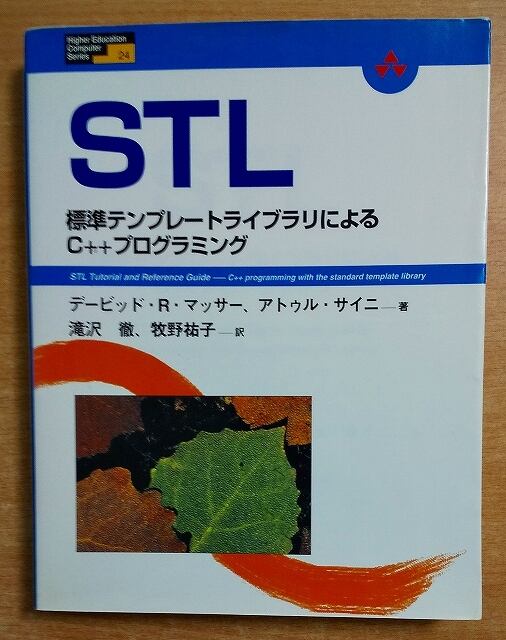 Higher Education
Computer
Series 24
STL
標準テンプレートライブラリによる
C++プログラミング
STL Tutorial and Reference Guide — C++ programming with the standard template library
デービッド・R・マッサー、アトゥル・サイニ—著
滝沢 徹、牧野祐子—訳